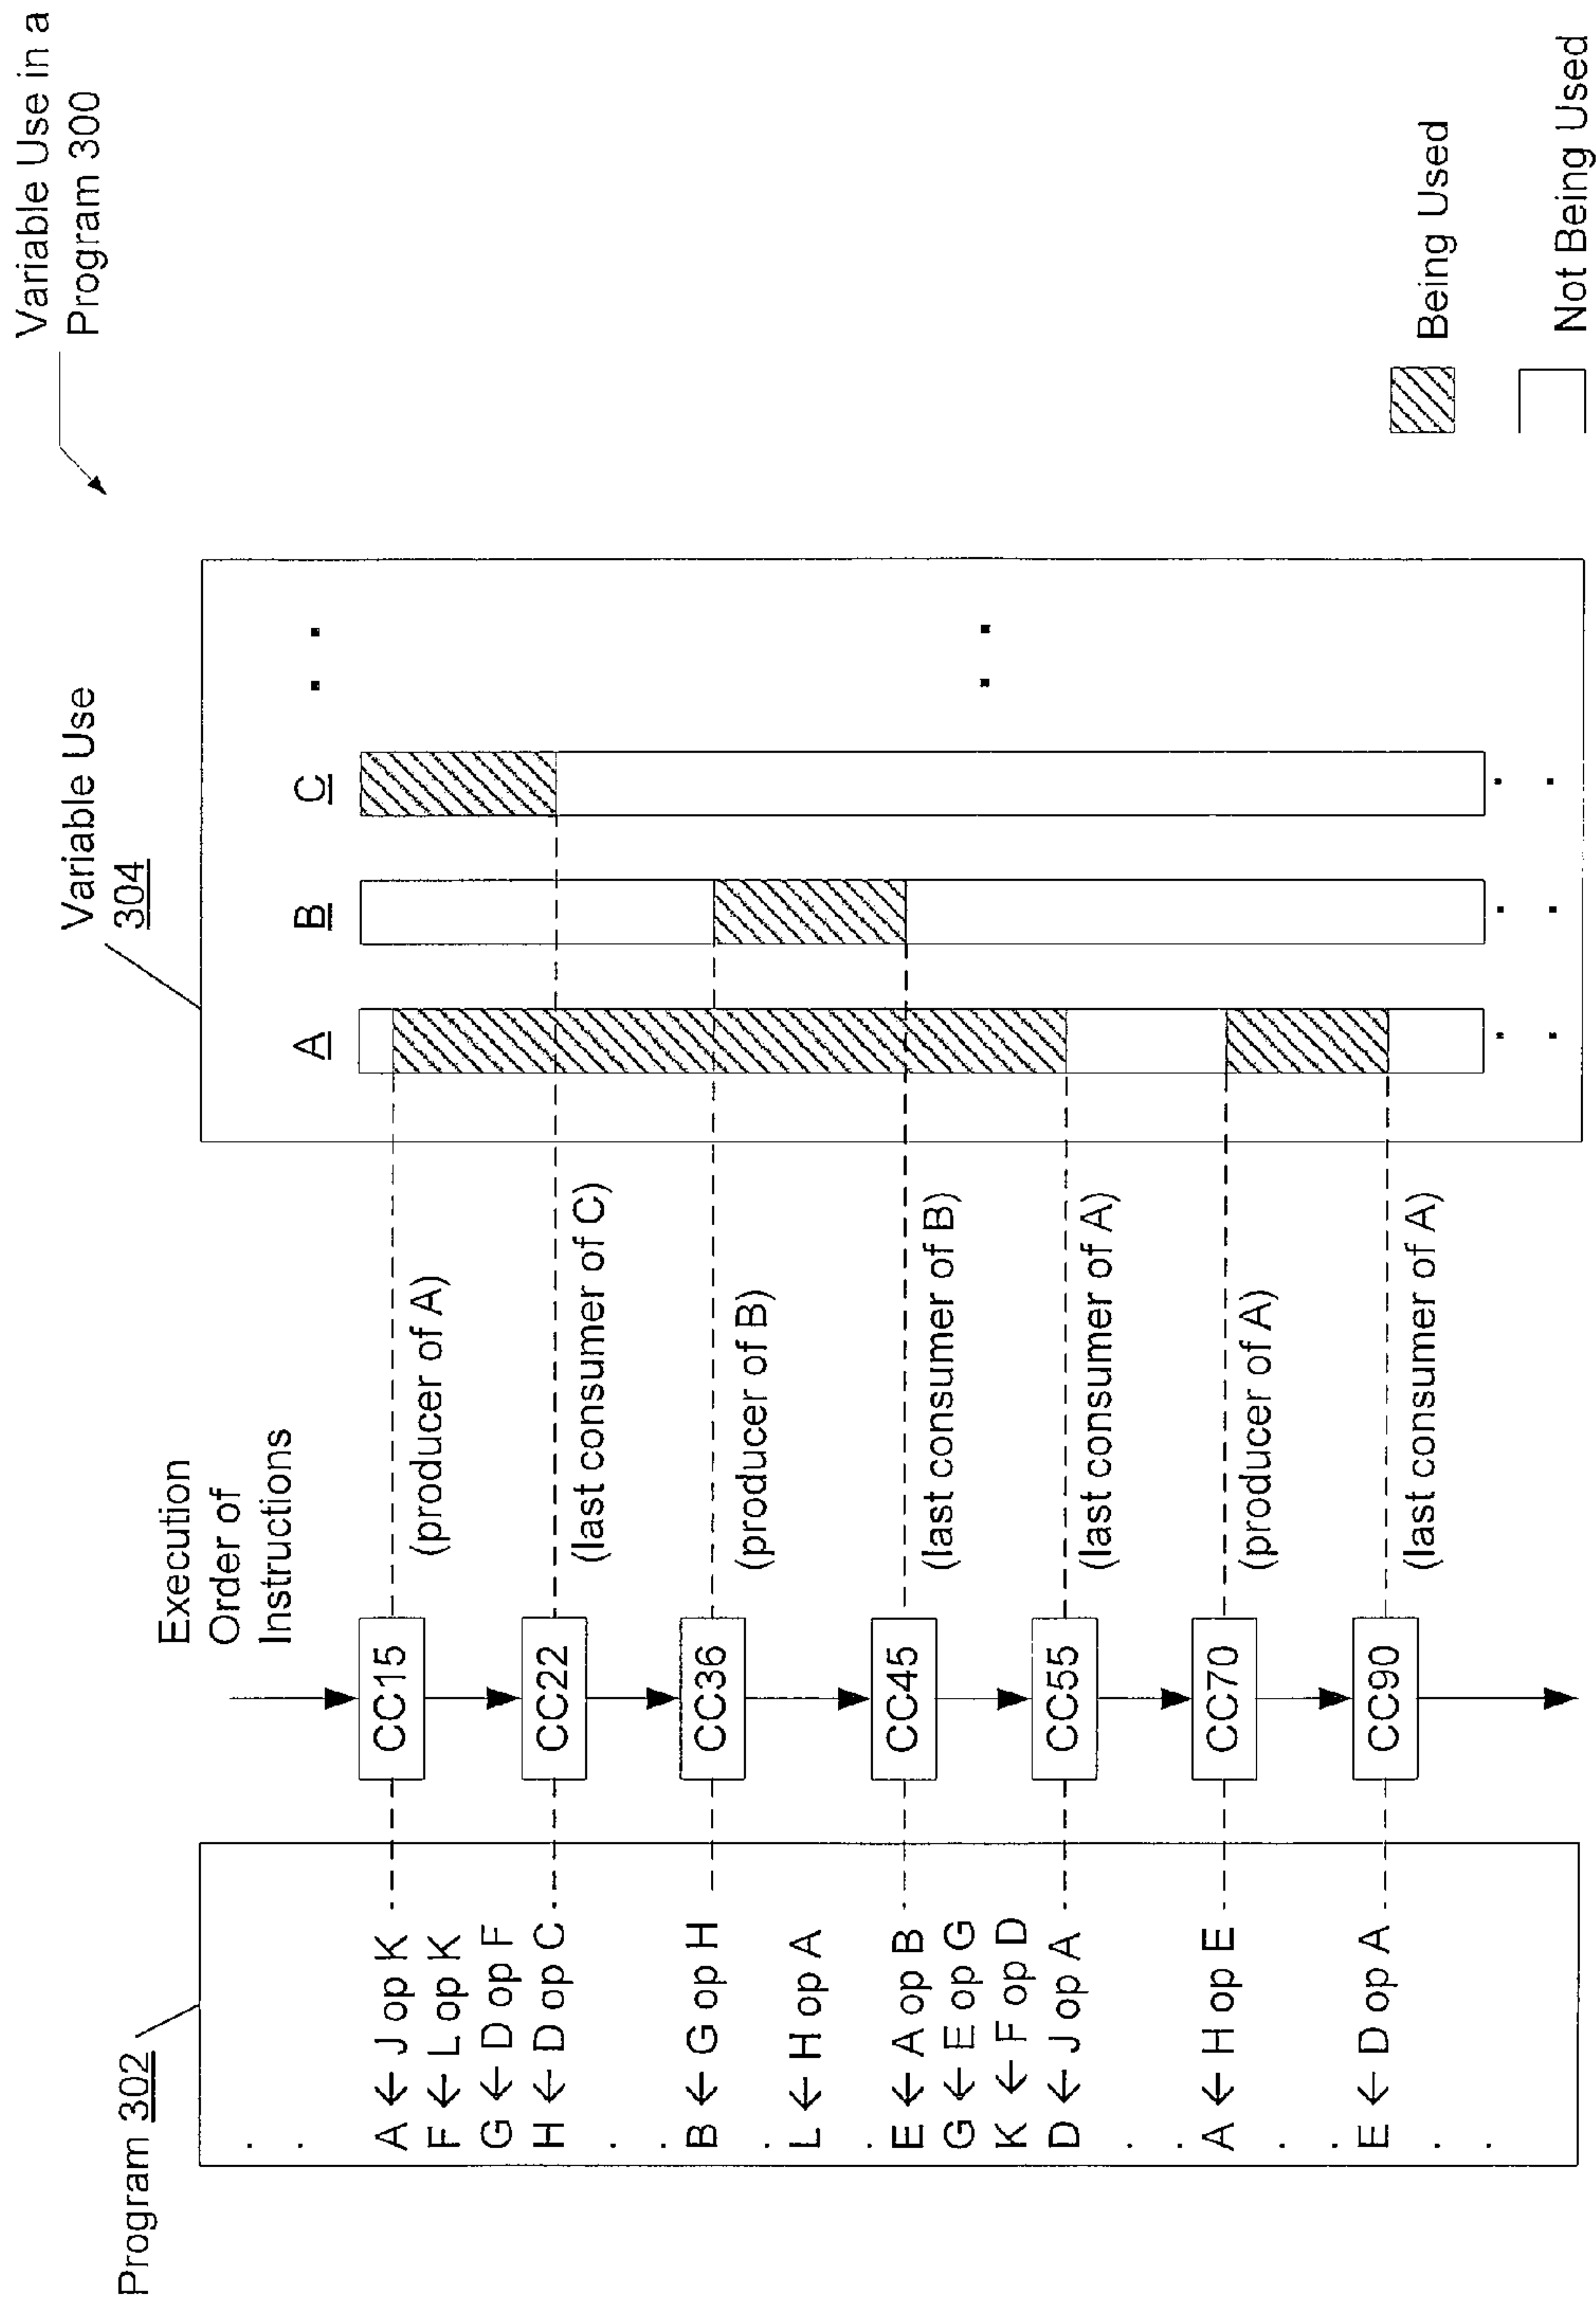 Variable Use in a
Program 300
Program 302
A ← J op K
F ← L op K
G ← D op F
H ← D op C
B ← G op H
L ← H op A
E ← A op B
G ← E op G
K ← F op D
D ← J op A
A ← H op E
E ← D op A
Execution
Order of
Instructions
CC15
(producer of A)
CC22
(last consumer of C)
CC36
(producer of B)
CC45
(last consumer of B)
CC55
(last consumer of A)
CC70
(producer of A)
CC90
(last consumer of A)
Variable Use
304
A B C
Being Used
Not Being Used